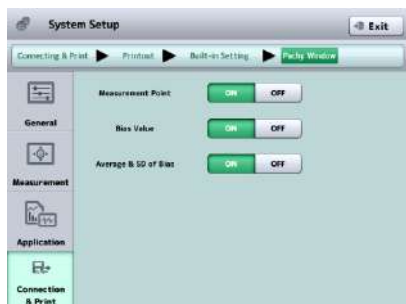 System Setup
Exit
Connecting & Print Printout Built-in Setting Pachy Window
General
Measurement
Application
Connection
& Print
Measurement Point ON OFF
Bias Value ON OFF
Average & SD of Bias ON OFF